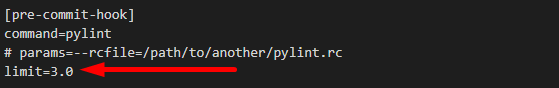 [pre-commit-hook]
command=pylint
# params=--rcfile=/path/to/another/pylint.rc
limit=3.0